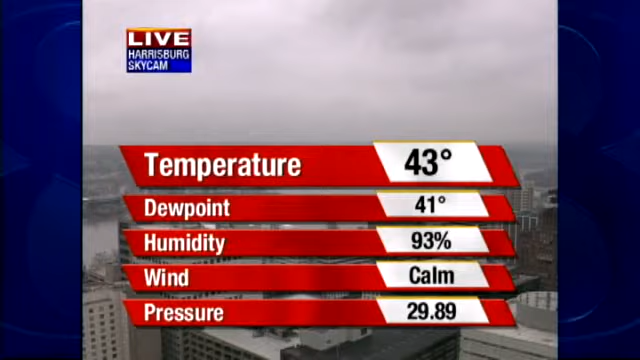 LIVE
HARRISBURG
SKYCAM
Temperature 43°
Dewpoint 41°
Humidity 93%
Wind Calm
Pressure 29.89